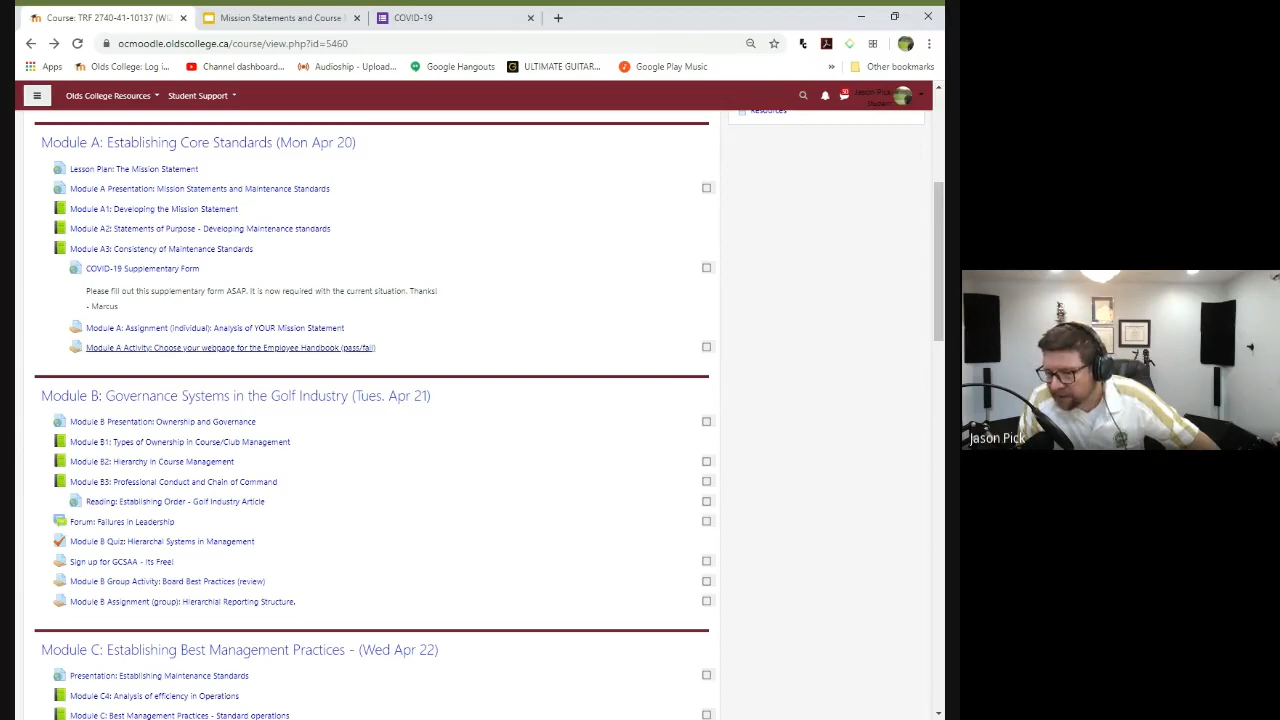 Course: TRF 2740-41-10137 (WI2
Mission Statements and Course M
COVID-19
ocmoodle.oldscollege.ca/course/view.php?id=5460
Apps
Olds College: Log i...
Channel dashboard...
Audioship - Upload...
Google Hangouts
ULTIMATE GUITAR...
Google Play Music
»
Other bookmarks
Olds College Resources
Student Support
50
Jason Pick
Student
Resources
Module A: Establishing Core Standards (Mon Apr 20)
Lesson Plan: The Mission Statement
Module A Presentation: Mission Statements and Maintenance Standards
Module A1: Developing the Mission Statement
Module A2: Statements of Purpose - Developing Maintenance standards
Module A3: Consistency of Maintenance Standards
COVID-19 Supplementary Form
Please fill out this supplementary form ASAP. It is now required with the current situation. Thanks!
- Marcus
Module A: Assignment (individual): Analysis of YOUR Mission Statement
Module A Activity: Choose your webpage for the Employee Handbook (pass/fail)
Module B: Governance Systems in the Golf Industry (Tues. Apr 21)
Module B Presentation: Ownership and Governance
Module B1: Types of Ownership in Course/Club Management
Module B2: Hierarchy in Course Management
Module B3: Professional Conduct and Chain of Command
Reading: Establishing Order - Golf Industry Article
Forum: Failures in Leadership
Module B Quiz: Hierarchal Systems in Management
Sign up for GCSAA - its Free!
Module B Group Activity: Board Best Practices (review)
Module B Assignment (group): Hierarchial Reporting Structure.
Module C: Establishing Best Management Practices - (Wed Apr 22)
Presentation: Establishing Maintenance Standards
Module C4: Analysis of efficiency in Operations
Module C: Best Management Practices - Standard operations
Jason Pick